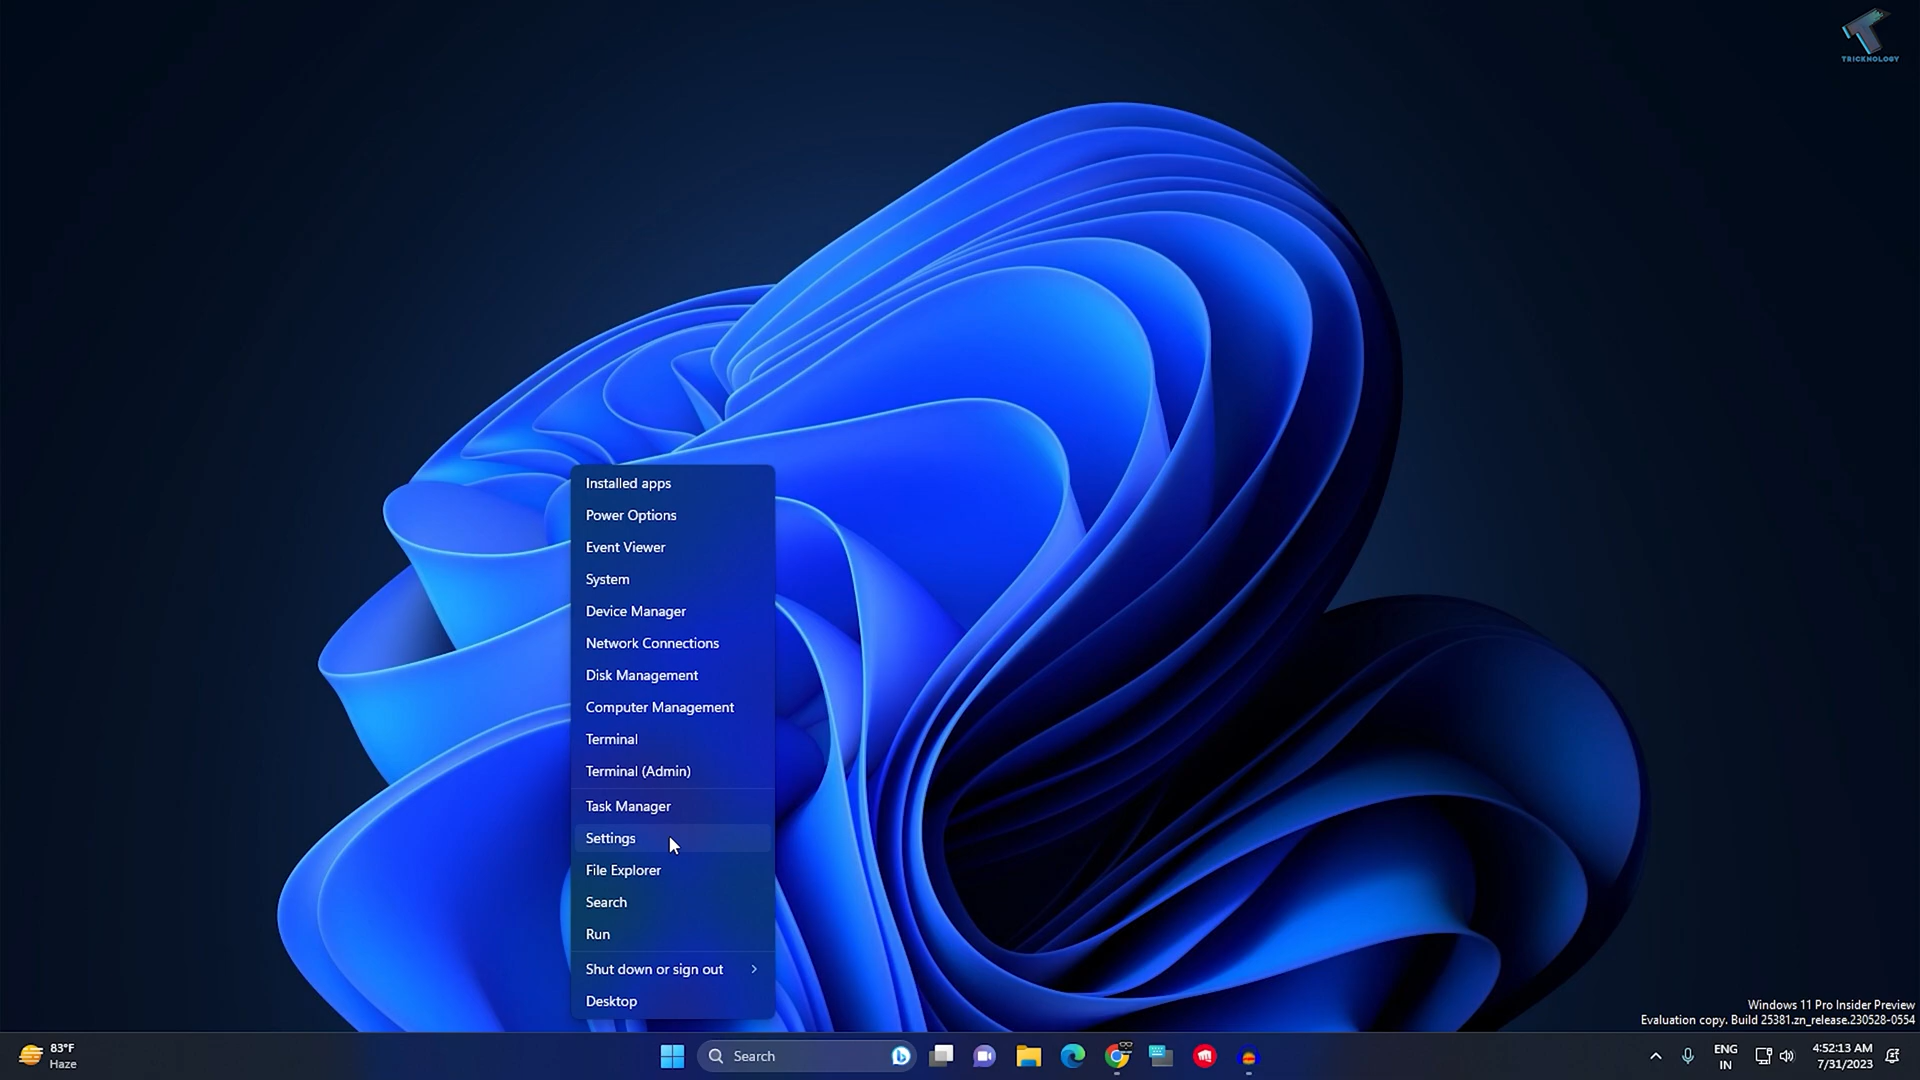 TRICKNOLOGY
Installed apps
Power Options
Event Viewer
System
Device Manager
Network Connections
Disk Management
Computer Management
Terminal
Terminal (Admin)
Task Manager
Settings
File Explorer
Search
Run
Shut down or sign out
Desktop
Windows 11 Pro Insider Preview
Evaluation copy. Build 25381.zn_release.230528-0554
83°F
Haze
Search
ENG
IN
4:52:13 AM
7/31/2023